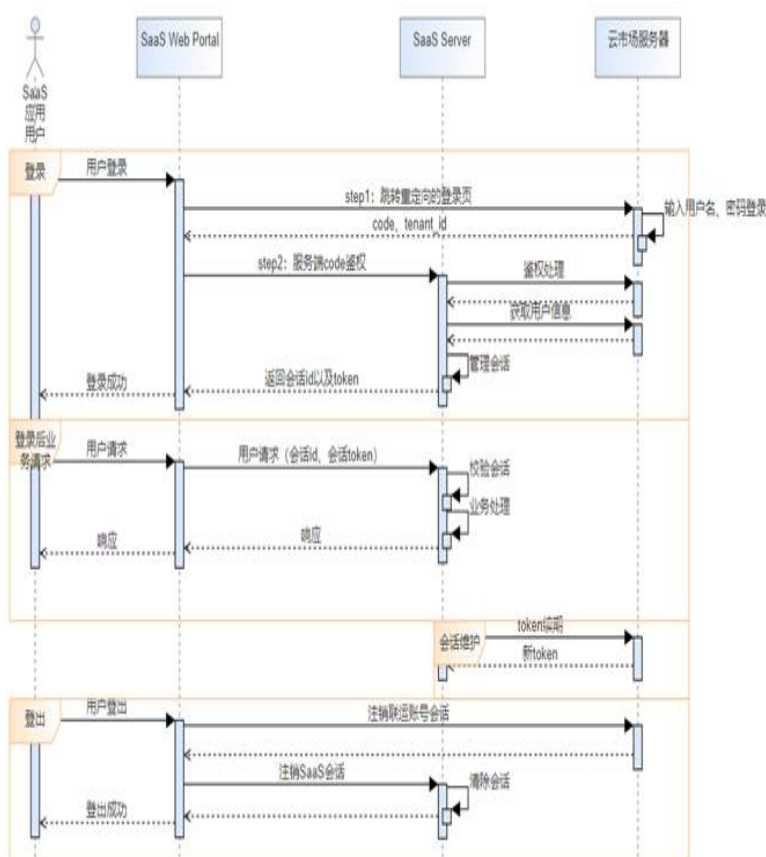 SaaS Web Portal
SaaS Server
云市场服务器
SaaS
应用
用户
登录
用户登录
step1：跳转重定向的登录页
输入用户名、密码登录
code、tenant_id
step2：服务端code鉴权
鉴权处理
获取用户信息
管理会话
返回会话id以及token
登录成功
登录后业
务请求
用户请求
用户请求（会话id、会话token）
校验会话
业务处理
响应
响应
会话维护
token续期
新token
登出
用户登出
注销联运账号会话
注销SaaS会话
清除会话
登出成功